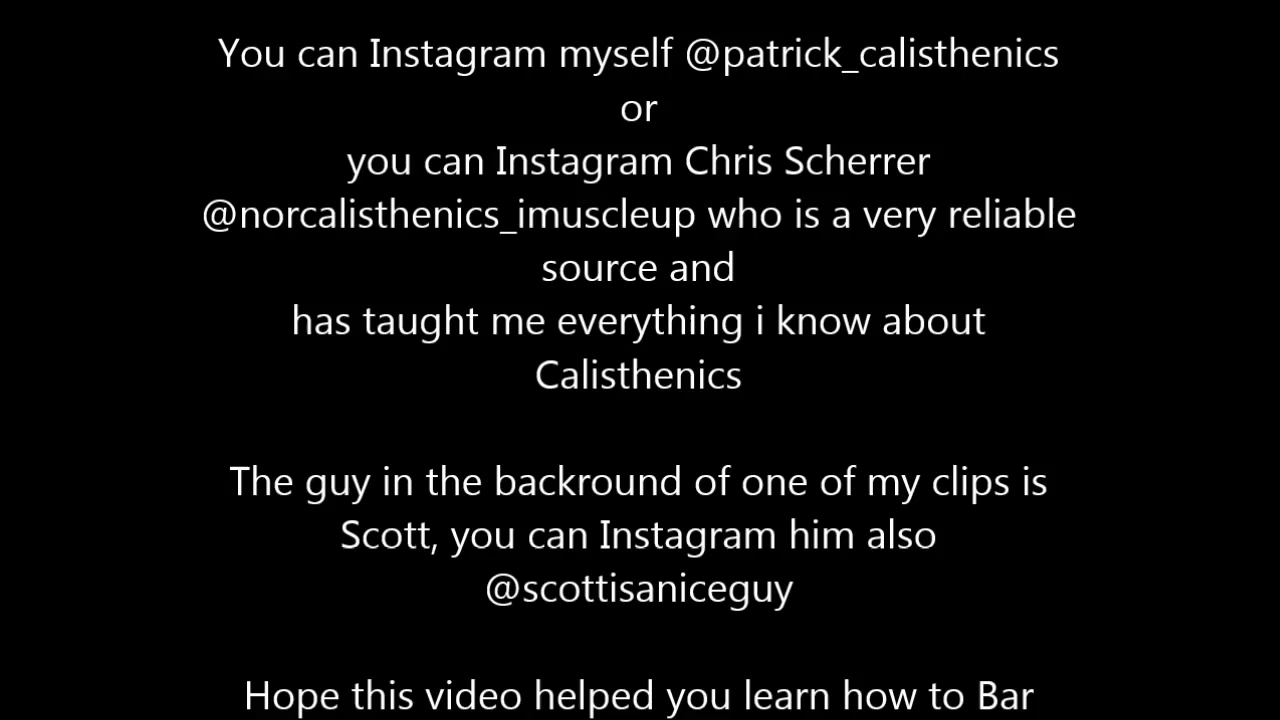 You can Instagram myself @patrick_calisthenics
or
you can Instagram Chris Scherrer
@norcalisthenics_imuscleup who is a very reliable
source and
has taught me everything i know about
Calisthenics
The guy in the backround of one of my clips is
Scott, you can Instagram him also
@scottisaniceguy
Hope this video helped you learn how to Bar